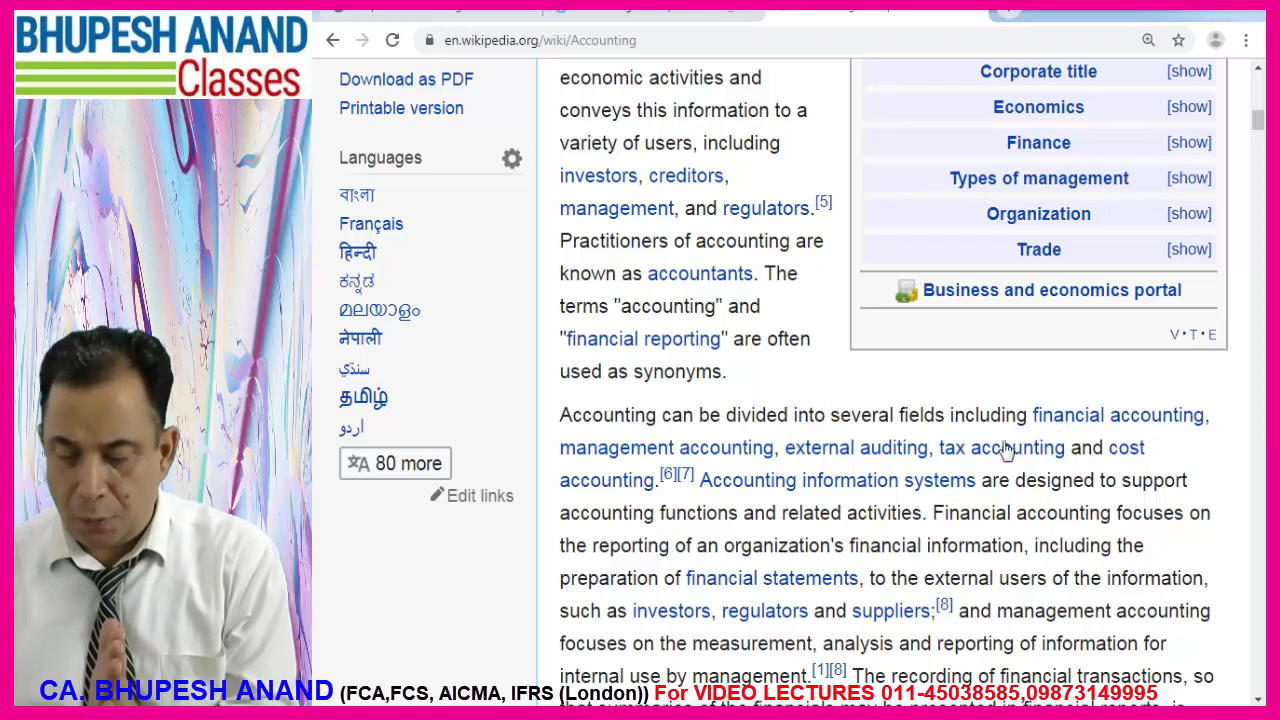 BHUPESH ANAND
Classes
en.wikipedia.org/wiki/Accounting
Download as PDF
Printable version
Languages
বাংলা
Français
हिन्दी
ಕನ್ನಡ
മലയാളം
नेपाली
سنڌي
தமிழ்
اردو
80 more
Edit links
economic activities and
conveys this information to a
variety of users, including
investors, creditors,
management, and regulators.[5]
Practitioners of accounting are
known as accountants. The
terms "accounting" and
"financial reporting" are often
used as synonyms.
Corporate title [show]
Economics [show]
Finance [show]
Types of management [show]
Organization [show]
Trade [show]
Business and economics portal
V·T·E
Accounting can be divided into several fields including financial accounting,
management accounting, external auditing, tax accounting and cost
accounting.[6][7] Accounting information systems are designed to support
accounting functions and related activities. Financial accounting focuses on
the reporting of an organization's financial information, including the
preparation of financial statements, to the external users of the information,
such as investors, regulators and suppliers;[8] and management accounting
focuses on the measurement, analysis and reporting of information for
internal use by management.[1][8] The recording of financial transactions, so
CA. BHUPESH ANAND (FCA,FCS, AICMA, IFRS (London)) For VIDEO LECTURES 011-45038585,09873149995